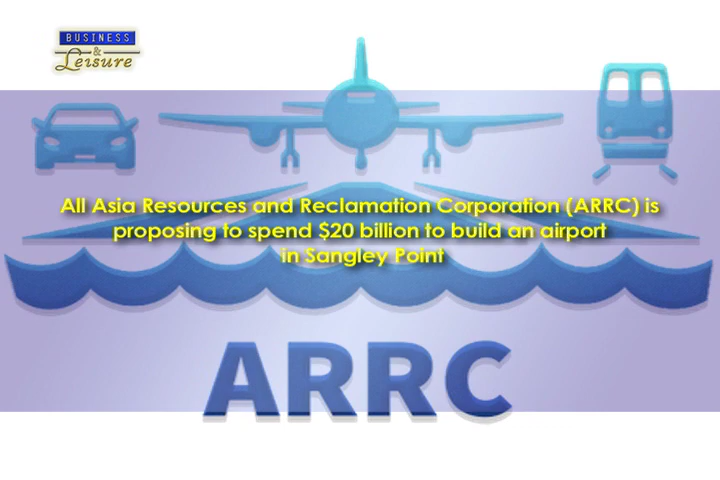 BUSINESS
&
Leisure
All Asia Resources and Reclamation Corporation (ARRC) is
proposing to spend $20 billion to build an airport
in Sangley Point
ARRC